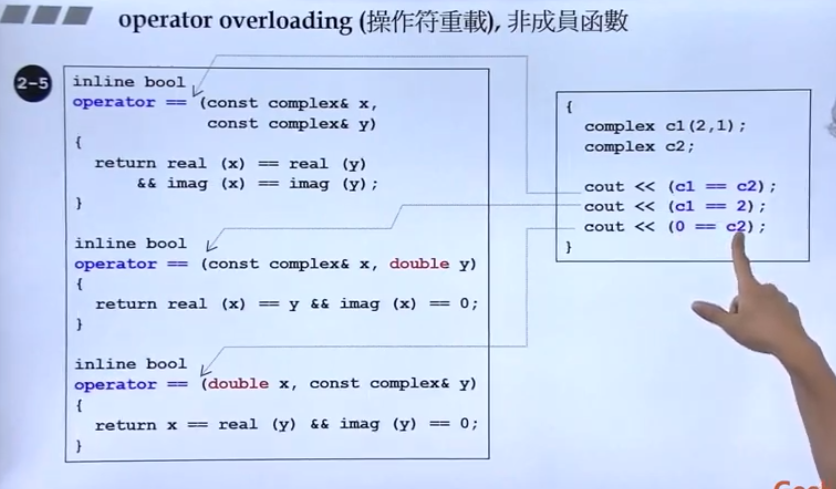 operator overloading (操作符重載), 非成員函數
2-5
inline bool
operator == (const complex& x,
const complex& y)
{
return real (x) == real (y)
&& imag (x) == imag (y);
}
inline bool
operator == (const complex& x, double y)
{
return real (x) == y && imag (x) == 0;
}
inline bool
operator == (double x, const complex& y)
{
return x == real (y) && imag (y) == 0;
}
{
complex c1(2,1);
complex c2;
cout << (c1 == c2);
cout << (c1 == 2);
cout << (0 == c2);
}